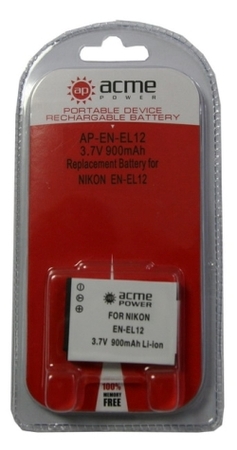 ap acme
POWER
PORTABLE DEVICE
RECHARGABLE BATTERY
AP-EN-EL12
3.7V 900mAh
Replacement Battery for
NIKON EN-EL12
ap acme
POWER
FOR NIKON
EN-EL12
3.7V 900mAh Li-ion
100%
MEMORY
FREE